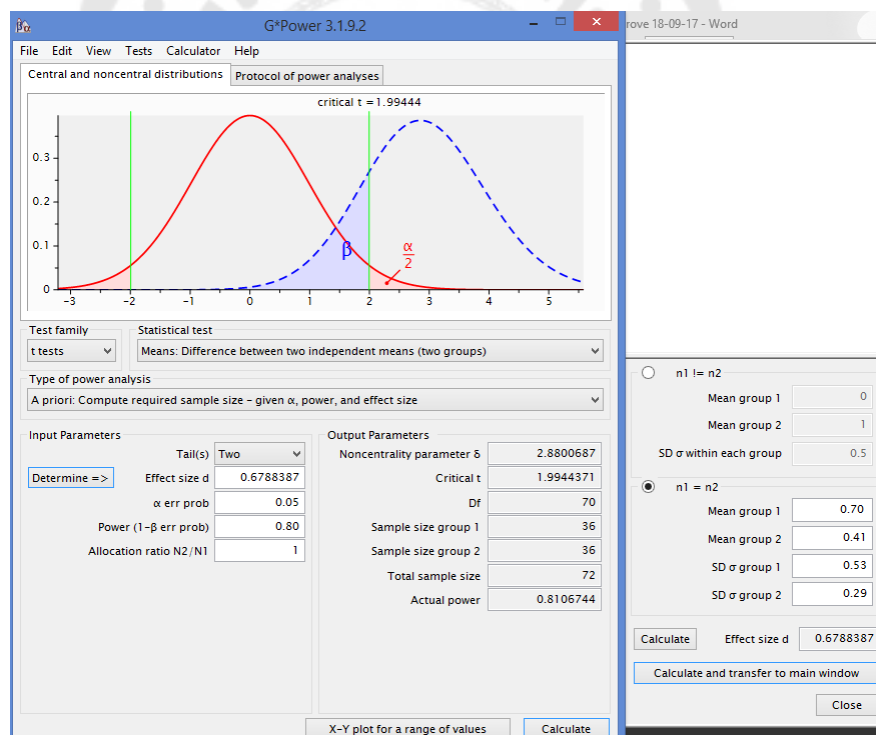 G*Power 3.1.9.2
rove 18-09-17 - Word
File Edit View Tests Calculator Help
Central and noncentral distributions Protocol of power analyses
critical t = 1.99444
0.3
0.2
0.1
0
β
α
2
-3 -2 -1 0 1 2 3 4 5
Test family Statistical test
t tests Means: Difference between two independent means (two groups)
Type of power analysis
A priori: Compute required sample size - given α, power, and effect size
Input Parameters
Tail(s) Two
Determine => Effect size d 0.6788387
α err prob 0.05
Power (1-β err prob) 0.80
Allocation ratio N2/N1 1
Output Parameters
Noncentrality parameter δ 2.8800687
Critical t 1.9944371
Df 70
Sample size group 1 36
Sample size group 2 36
Total sample size 72
Actual power 0.8106744
X-Y plot for a range of values Calculate
n1 != n2
Mean group 1 0
Mean group 2 1
SD σ within each group 0.5
n1 = n2
Mean group 1 0.70
Mean group 2 0.41
SD σ group 1 0.53
SD σ group 2 0.29
Calculate Effect size d 0.6788387
Calculate and transfer to main window
Close